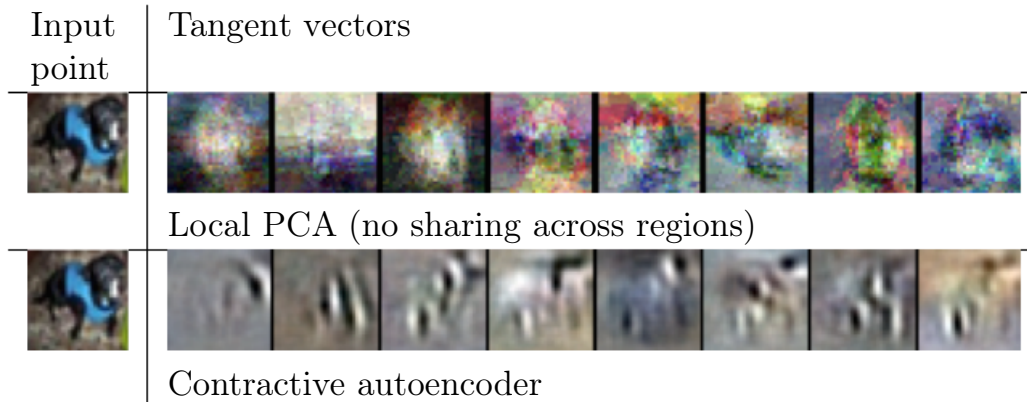 Input
point
Tangent vectors
Local PCA (no sharing across regions)
Contractive autoencoder